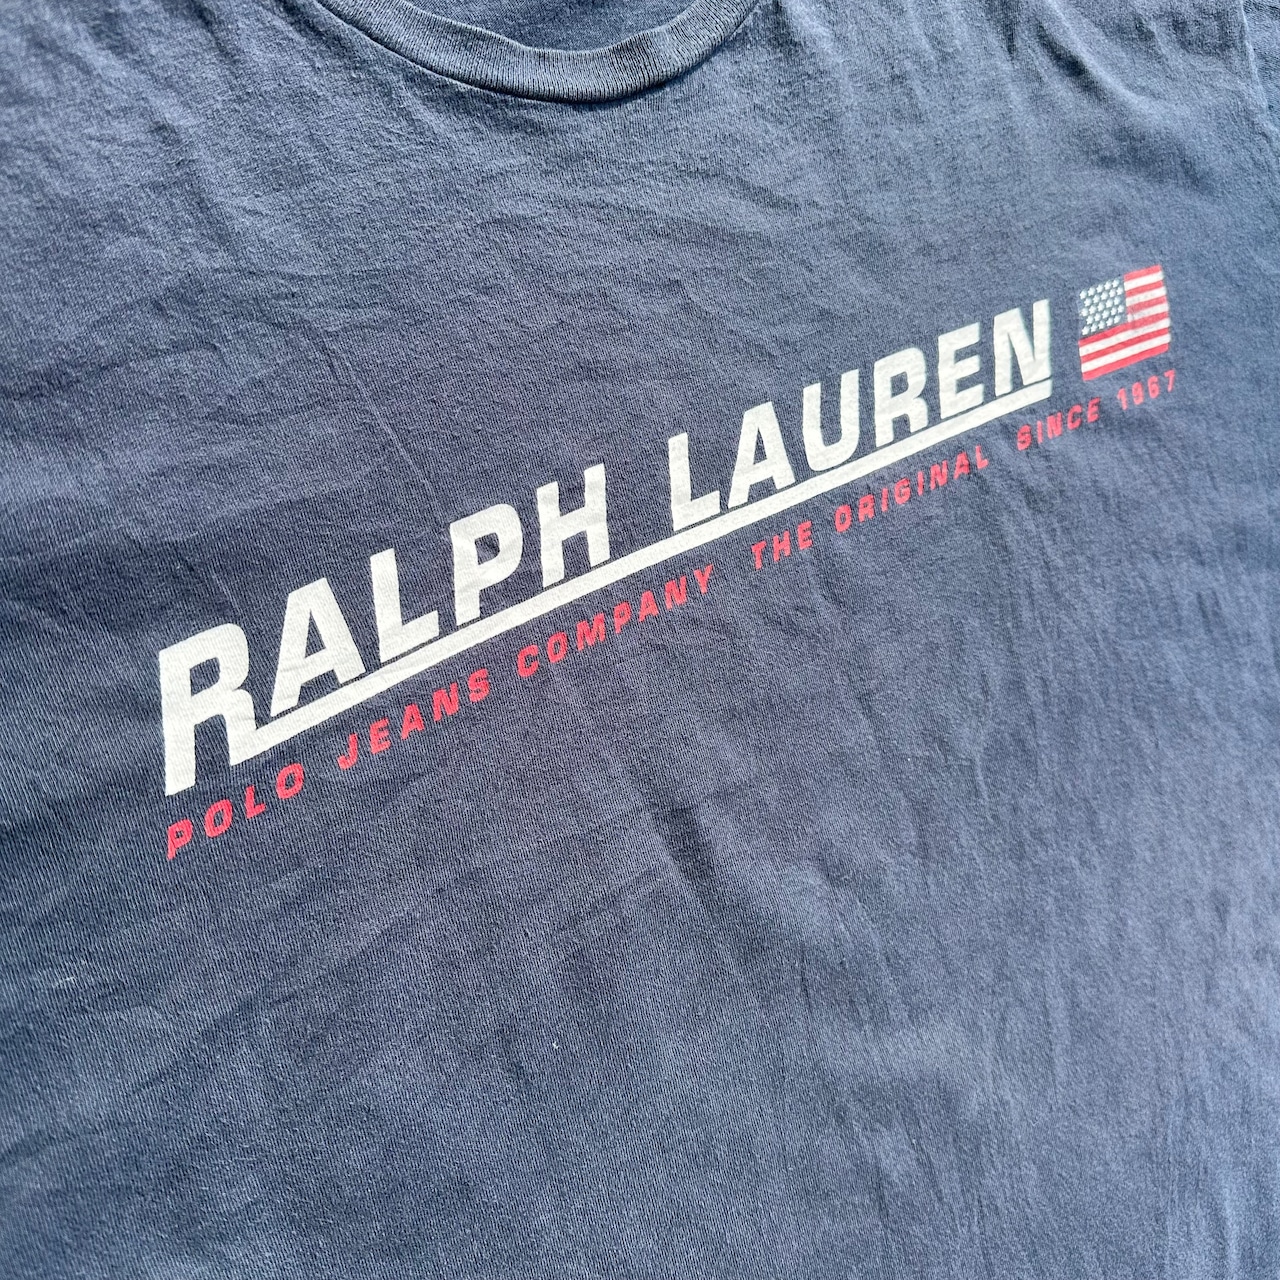 RALPH LAUREN
POLO JEANS COMPANY THE ORIGINAL SINCE 1967